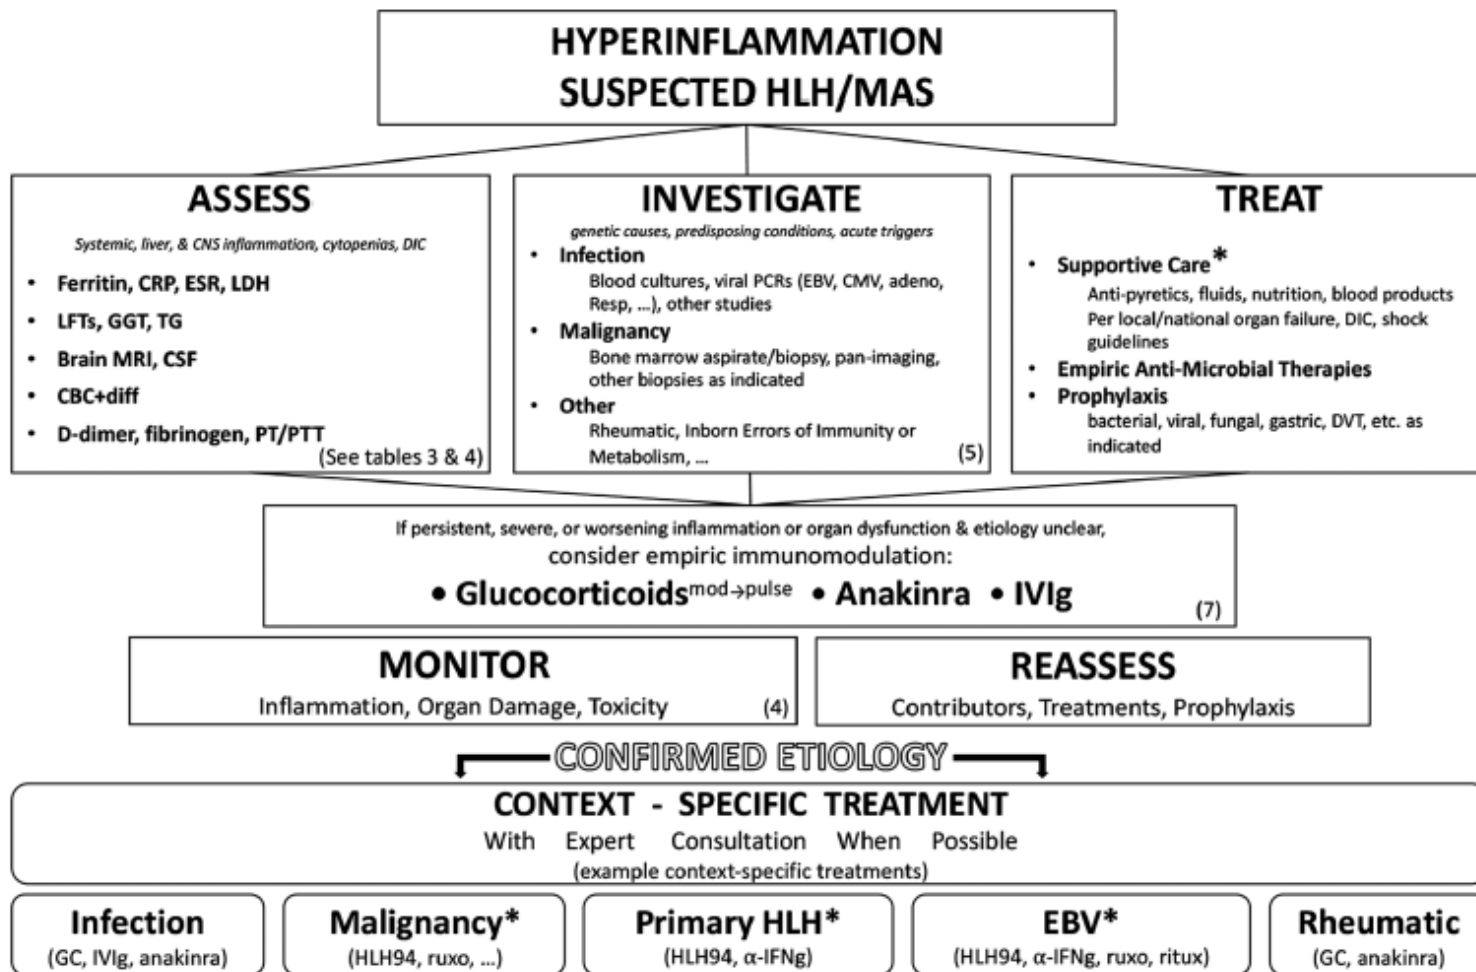 HYPERINFLAMMATION
SUSPECTED HLH/MAS
ASSESS
Systemic, liver, & CNS inflammation, cytopenias, DIC
• Ferritin, CRP, ESR, LDH
• LFTs, GGT, TG
• Brain MRI, CSF
• CBC+diff
• D-dimer, fibrinogen, PT/PTT
(See tables 3 & 4)
INVESTIGATE
genetic causes, predisposing conditions, acute triggers
• Infection
Blood cultures, viral PCRs (EBV, CMV, adeno,
Resp, ...), other studies
• Malignancy
Bone marrow aspirate/biopsy, pan-imaging,
other biopsies as indicated
• Other
Rheumatic, Inborn Errors of Immunity or
Metabolism, ...
(5)
TREAT
• Supportive Care*
Anti-pyretics, fluids, nutrition, blood products
Per local/national organ failure, DIC, shock
guidelines
• Empiric Anti-Microbial Therapies
• Prophylaxis
bacterial, viral, fungal, gastric, DVT, etc. as
indicated
If persistent, severe, or worsening inflammation or organ dysfunction & etiology unclear,
consider empiric immunomodulation:
• Glucocorticoids mod→pulse • Anakinra • IVIg
(7)
MONITOR
Inflammation, Organ Damage, Toxicity
(4)
REASSESS
Contributors, Treatments, Prophylaxis
CONFIRMED ETIOLOGY
CONTEXT - SPECIFIC TREATMENT
With Expert Consultation When Possible
(example context-specific treatments)
Infection
(GC, IVIg, anakinra)
Malignancy*
(HLH94, ruxo, ...)
Primary HLH*
(HLH94, α-IFNg)
EBV*
(HLH94, α-IFNg, ruxo, ritux)
Rheumatic
(GC, anakinra)